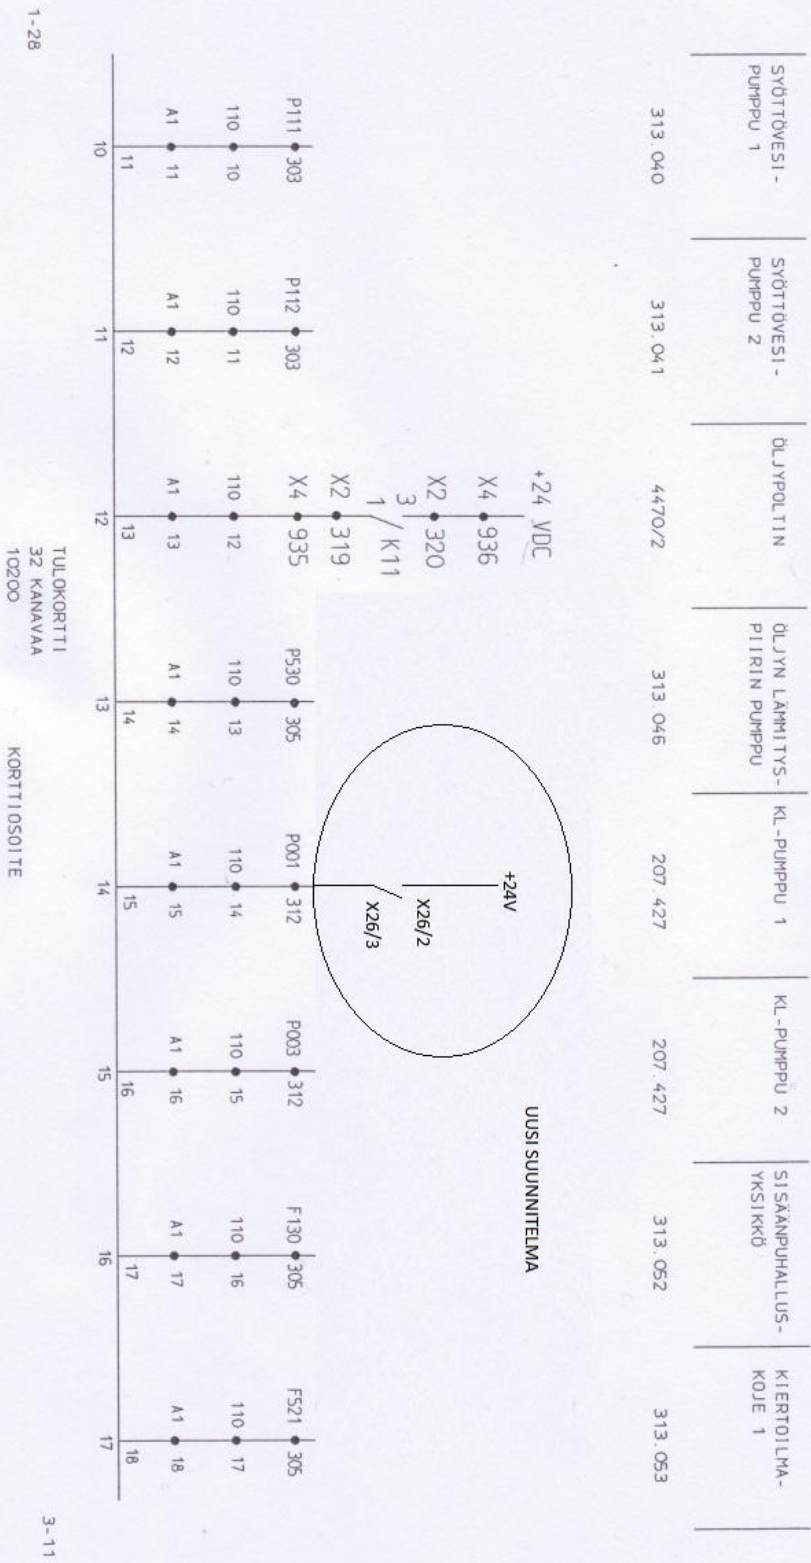 SYÖTTÖVESI-
PUMPPU 1
SYÖTTÖVESI-
PUMPPU 2
ÖLJYPOLTIN
ÖLJYN LÄMMITYS-
PIIRIN PUMPPU
KL-PUMPPU 1
KL-PUMPPU 2
SISÄÄNPUHALLUS-
YKSIKKÖ
KIERTOILMA-
KOJE 1
313.040
313.041
4470/2
313.046
207.427
207.427
313.052
313.053
+24 VDC
X4 936
X2 320
3
1 K11
X2 319
X4 935
+24V
X26/2
X26/3
UUSI SUUNNITELMA
P111 303
P112 303
P530 305
P001 312
P003 312
F130 305
F521 305
110 10
110 11
110 12
110 13
110 14
110 15
110 16
110 17
A1 11
A1 12
A1 13
A1 14
A1 15
A1 16
A1 17
A1 18
11
12
13
14
15
16
17
18
10
11
12
13
14
15
16
17
TULOKORTTI
32 KANAVAA
10200
KORTTIOSOITE
1-28
3-11